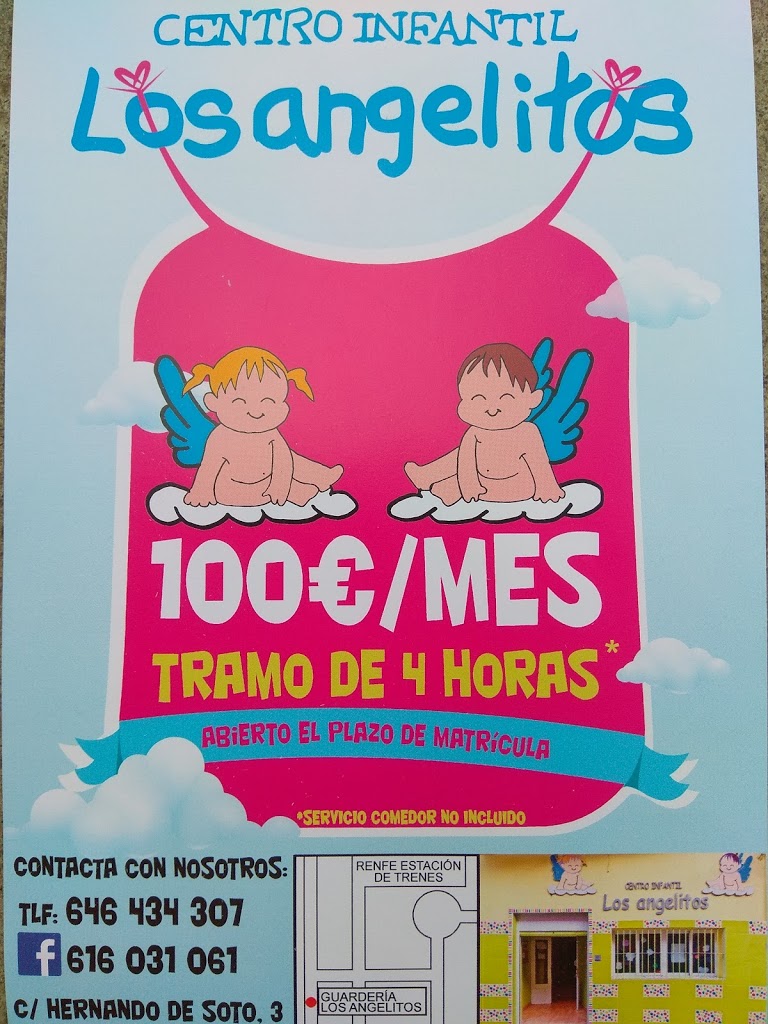 CENTRO INFANTIL
Los angelitos
100€/MES
TRAMO DE 4 HORAS*
ABIERTO EL PLAZO DE MATRÍCULA
*SERVICIO COMEDOR NO INCLUIDO
CONTACTA CON NOSOTROS:
TLF: 646 434 307
f 616 031 061
C/ HERNANDO DE SOTO, 3
RENFE ESTACIÓN
DE TRENES
GUARDERÍA
LOS ANGELITOS
CENTRO INFANTIL
Los angelitos